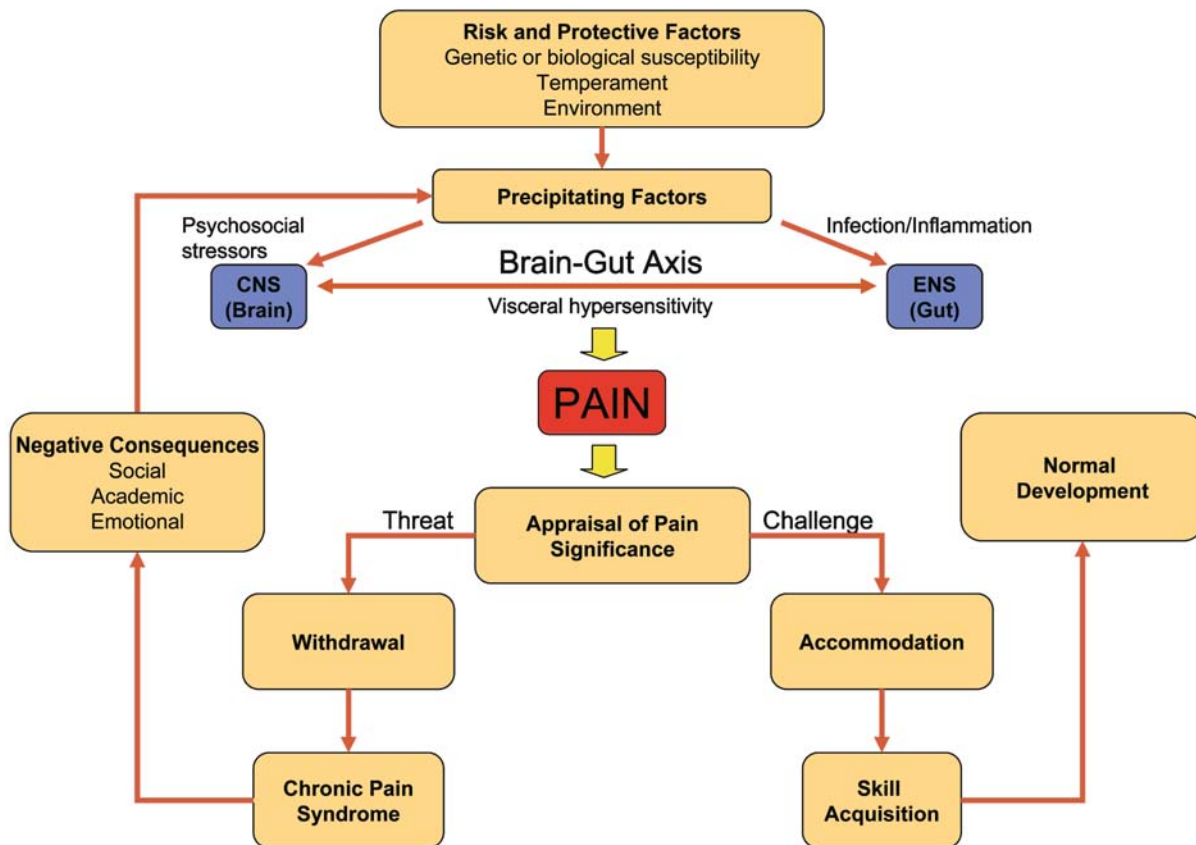 Risk and Protective Factors
Genetic or biological susceptibility
Temperament
Environment
Precipitating Factors
Psychosocial
stressors
Infection/Inflammation
Brain-Gut Axis
CNS
(Brain)
ENS
(Gut)
Visceral hypersensitivity
PAIN
Negative Consequences
Social
Academic
Emotional
Normal
Development
Threat
Appraisal of Pain
Significance
Challenge
Withdrawal
Accommodation
Chronic Pain
Syndrome
Skill
Acquisition